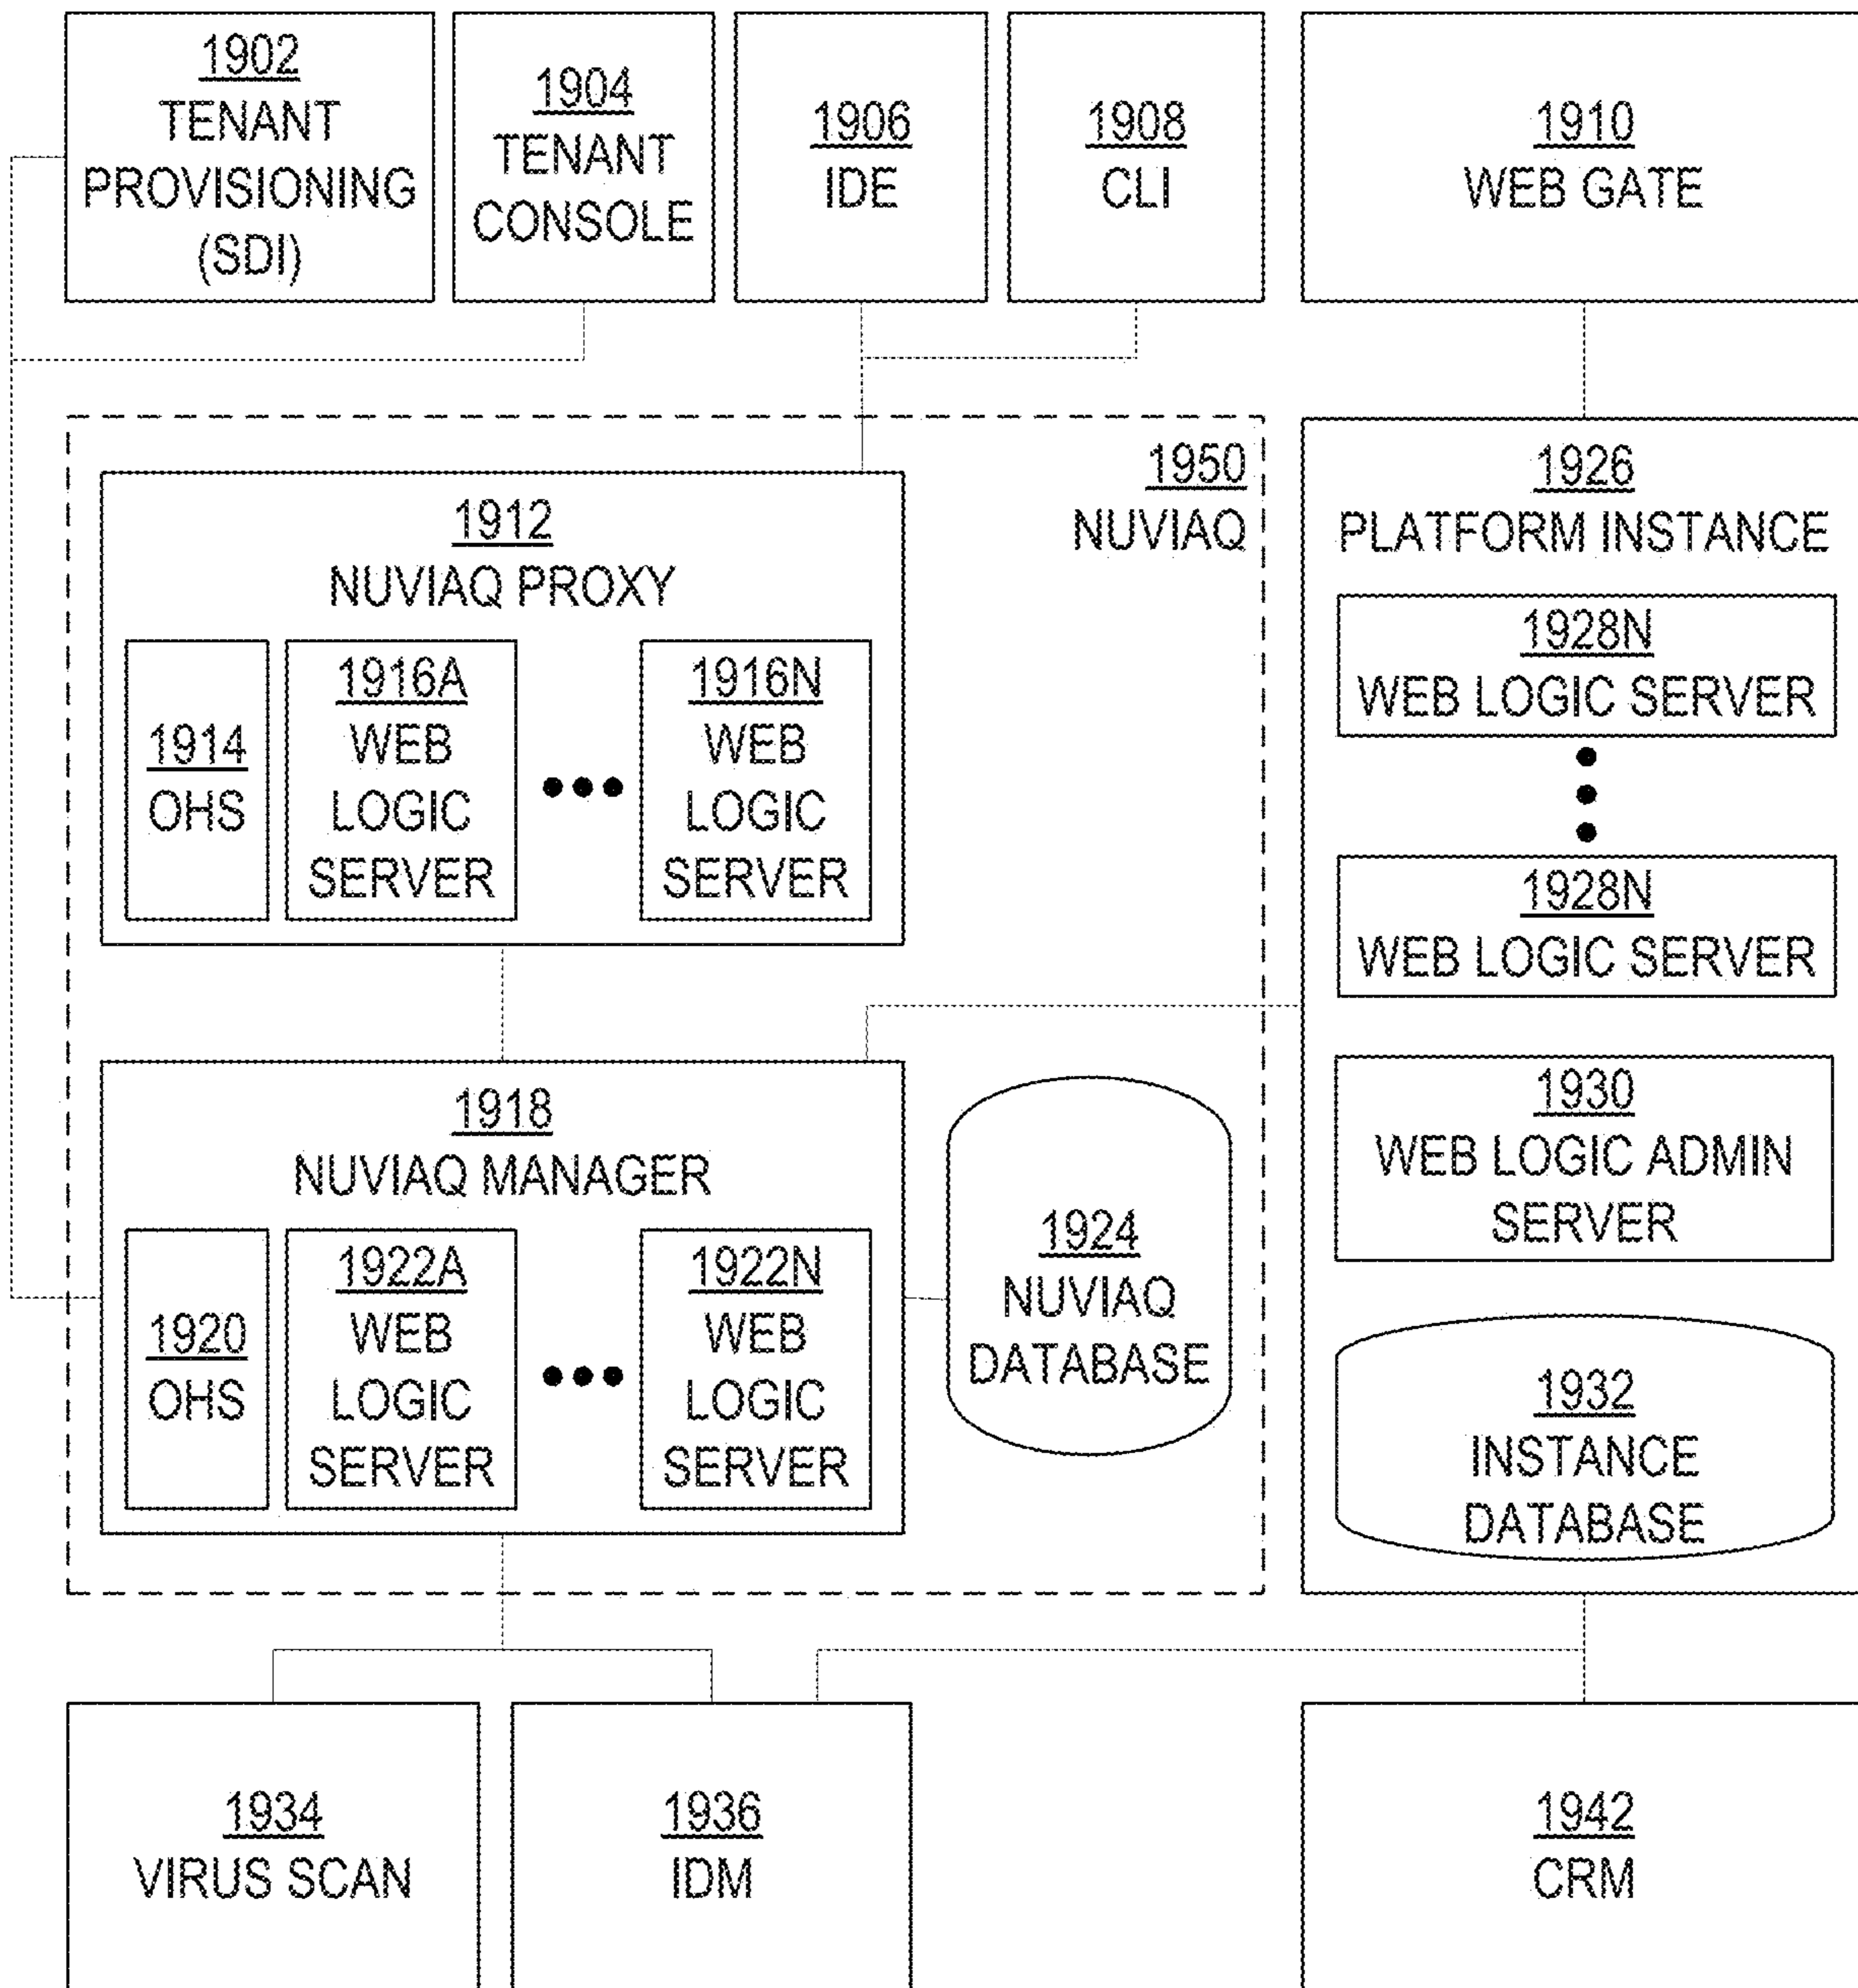 1902
TENANT
PROVISIONING
(SDI)
1904
TENANT
CONSOLE
1906
IDE
1908
CLI
1910
WEB GATE
1950
NUVIAQ
1912
NUVIAQ PROXY
1914
OHS
1916A
WEB
LOGIC
SERVER
1916N
WEB
LOGIC
SERVER
1918
NUVIAQ MANAGER
1920
OHS
1922A
WEB
LOGIC
SERVER
1922N
WEB
LOGIC
SERVER
1924
NUVIAQ
DATABASE
1926
PLATFORM INSTANCE
1928N
WEB LOGIC SERVER
1928N
WEB LOGIC SERVER
1930
WEB LOGIC ADMIN
SERVER
1932
INSTANCE
DATABASE
1934
VIRUS SCAN
1936
IDM
1942
CRM